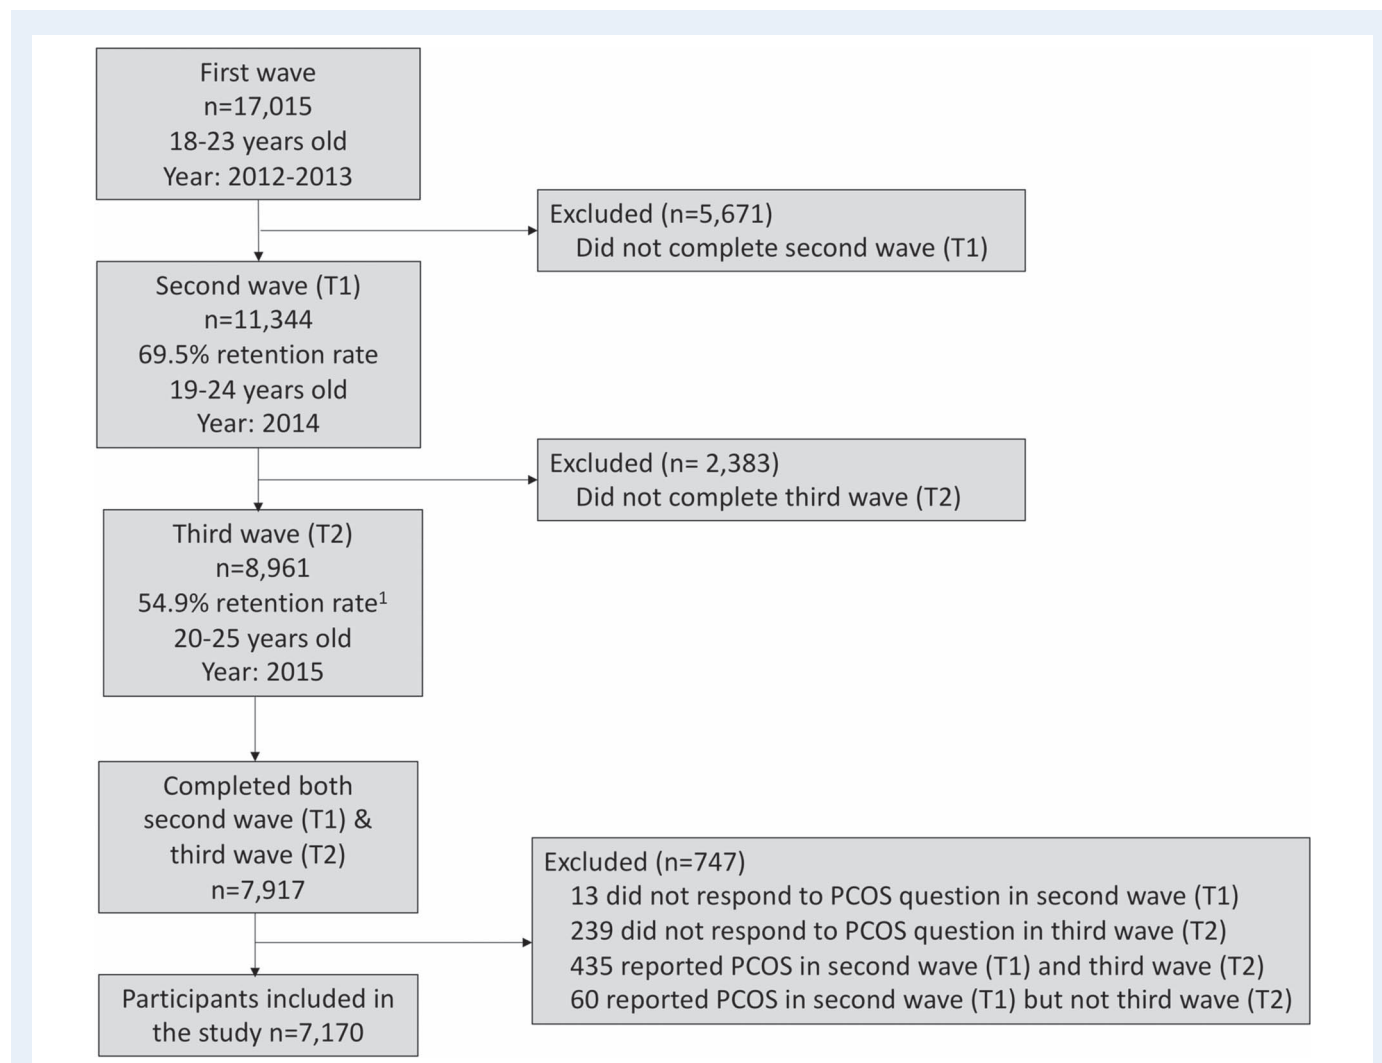 First wave
n=17,015
18-23 years old
Year: 2012-2013
Excluded (n=5,671)
Did not complete second wave (T1)
Second wave (T1)
n=11,344
69.5% retention rate
19-24 years old
Year: 2014
Excluded (n= 2,383)
Did not complete third wave (T2)
Third wave (T2)
n=8,961
54.9% retention rate¹
20-25 years old
Year: 2015
Completed both
second wave (T1) &
third wave (T2)
n=7,917
Excluded (n=747)
13 did not respond to PCOS question in second wave (T1)
239 did not respond to PCOS question in third wave (T2)
435 reported PCOS in second wave (T1) and third wave (T2)
60 reported PCOS in second wave (T1) but not third wave (T2)
Participants included in
the study n=7,170